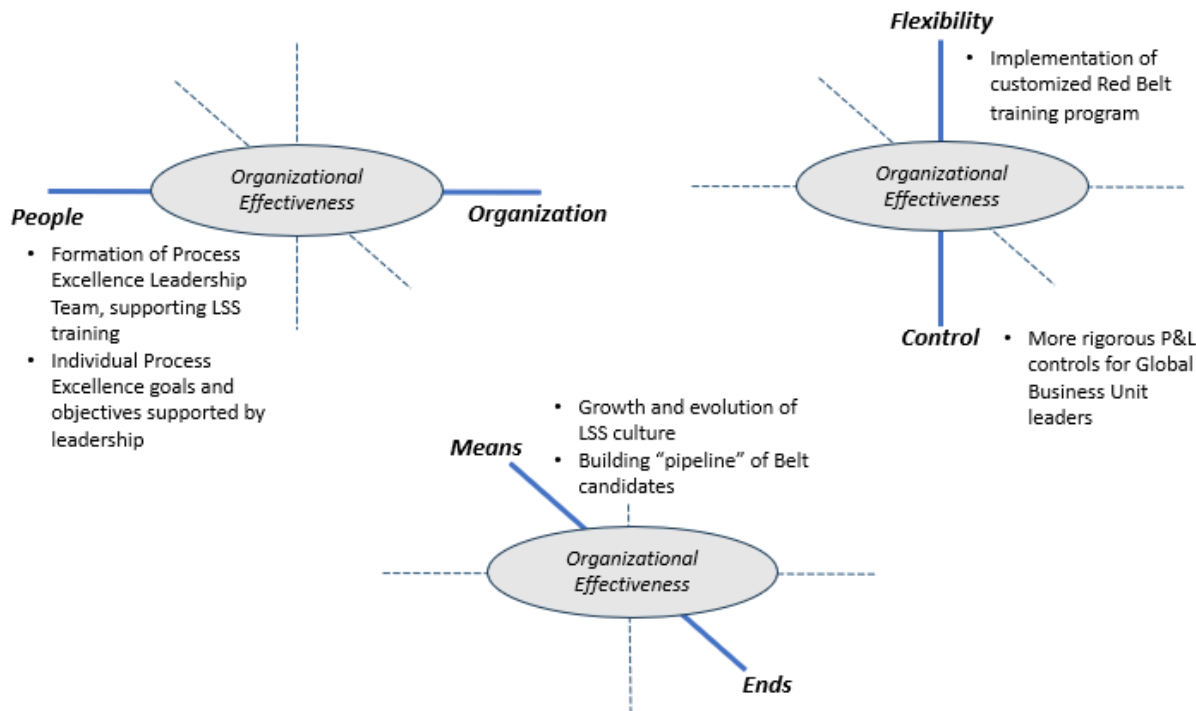 Organizational
Effectiveness
People
Organization
• Formation of Process
Excellence Leadership
Team, supporting LSS
training
• Individual Process
Excellence goals and
objectives supported by
leadership
Flexibility
• Implementation of
customized Red Belt
training program
Organizational
Effectiveness
Control
• More rigorous P&L
controls for Global
Business Unit
leaders
Means
• Growth and evolution of
LSS culture
• Building “pipeline” of Belt
candidates
Organizational
Effectiveness
Ends